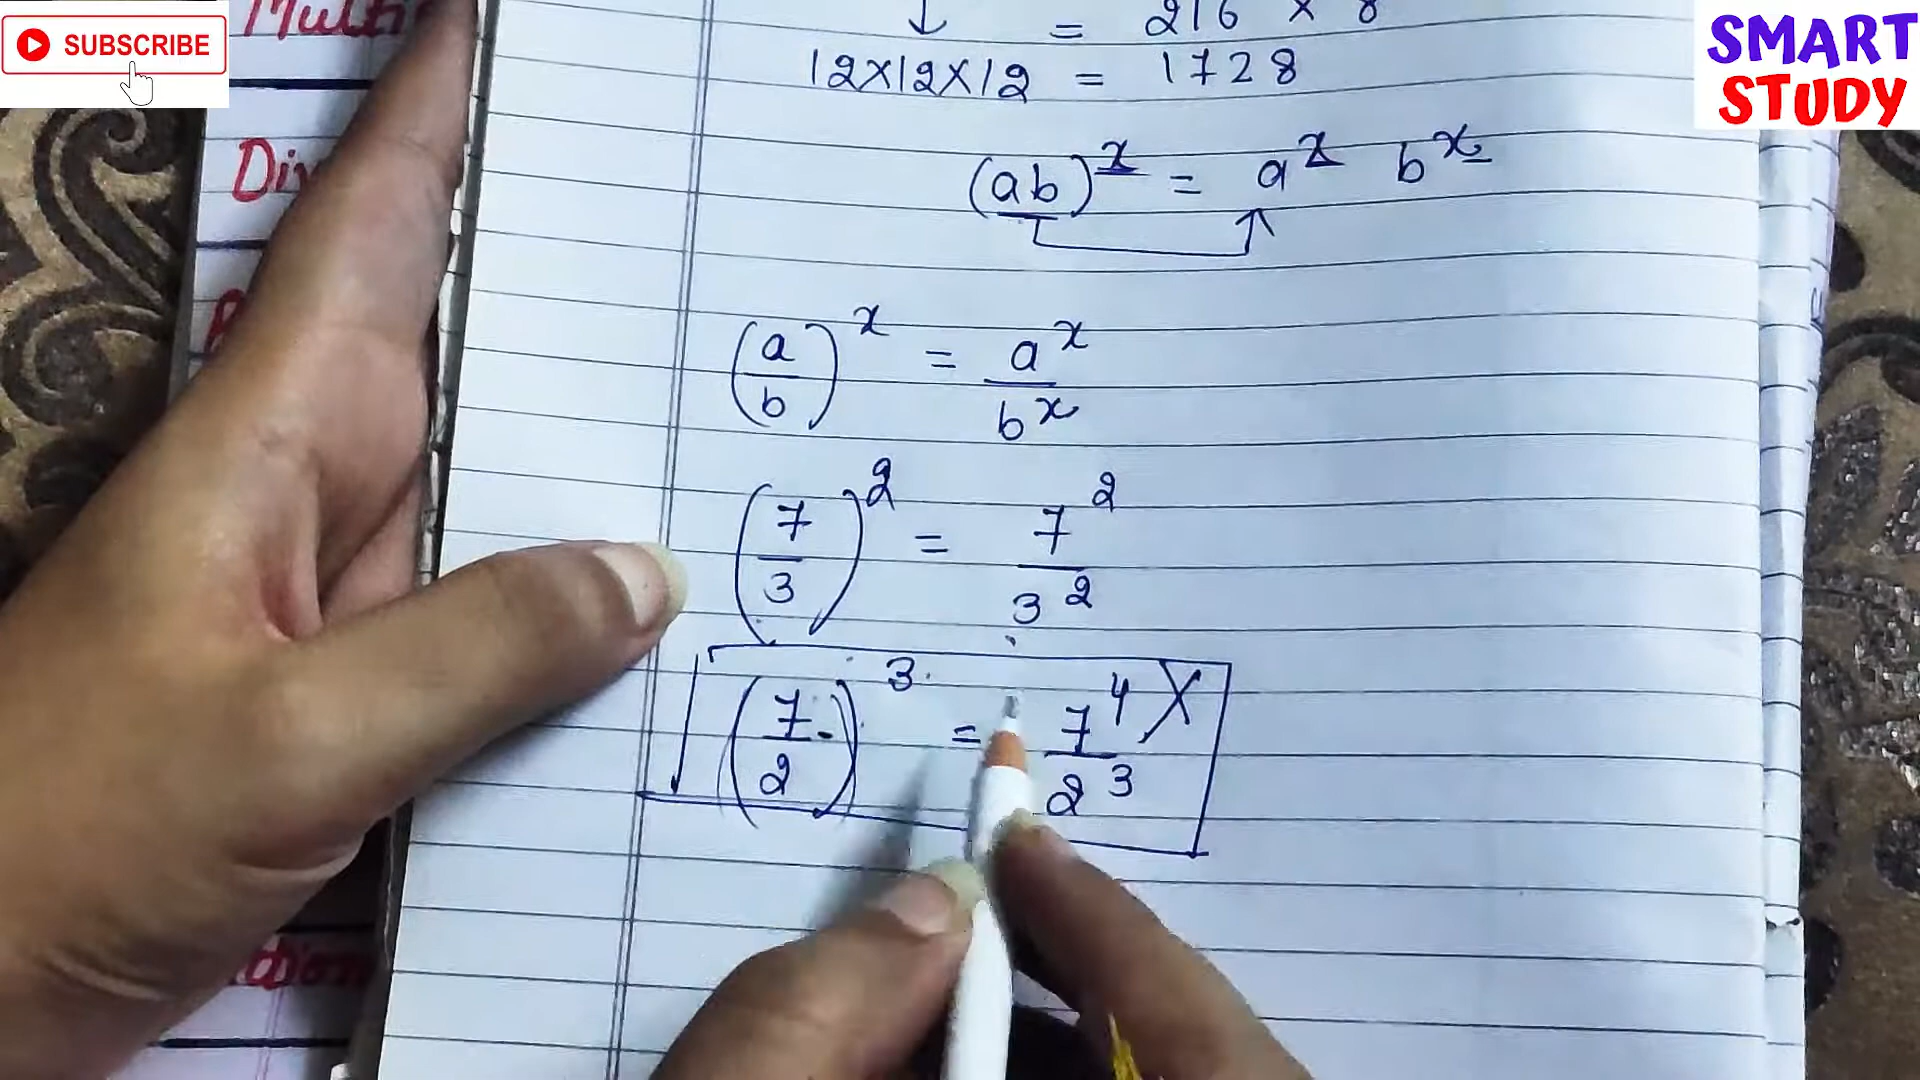 SUBSCRIBE
SMART
STUDY
= 216 × 8
12×12×12 = 1728
(ab)^x = a^x b^x
(a/b)^x = a^x/b^x
(7/3)^2 = 7^2/3^2
(7/2)^3 = 7^4/2^3 X